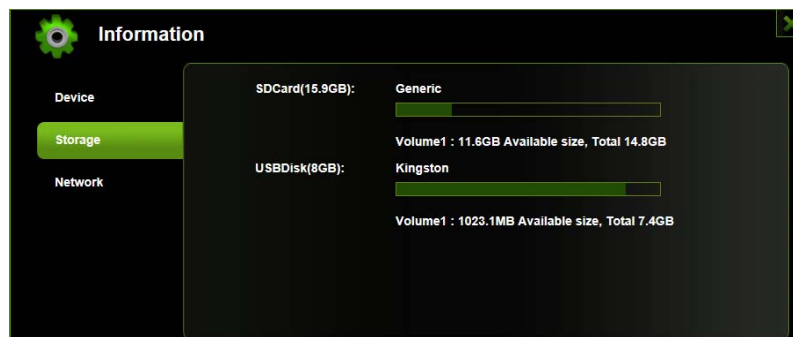 Information
Device
Storage
Network
SDCard(15.9GB): Generic
Volume1 : 11.6GB Available size, Total 14.8GB
USBDisk(8GB): Kingston
Volume1 : 1023.1MB Available size, Total 7.4GB